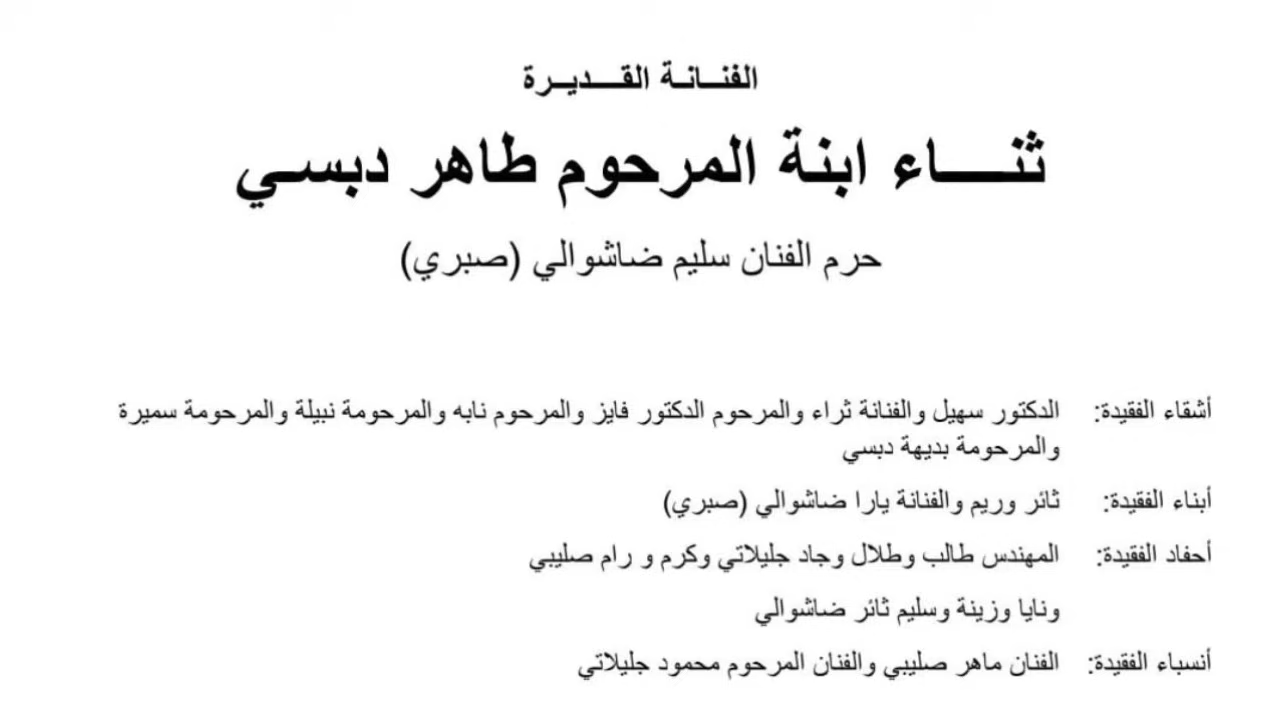 الفنانة القديرة
ثناء ابنة المرحوم طاهر دبسي
حرم الفنان سليم ضاشوالي (صبري)
أشقاء الفقيدة: الدكتور سهيل والفنانة ثراء والمرحوم الدكتور فايز والمرحوم نابه والمرحومة نبيلة والمرحومة سميرة
والمرحومة بديهة دبسي
أبناء الفقيدة: ثائر وريم والفنانة يارا ضاشوالي (صبري)
أحفاد الفقيدة: المهندس طالب وطلال وجاد جليلاتي وكرم و رام صليبي
ونايا وزينة وسليم ثائر ضاشوالي
أنسباء الفقيدة: الفنان ماهر صليبي والفنان المرحوم محمود جليلاتي